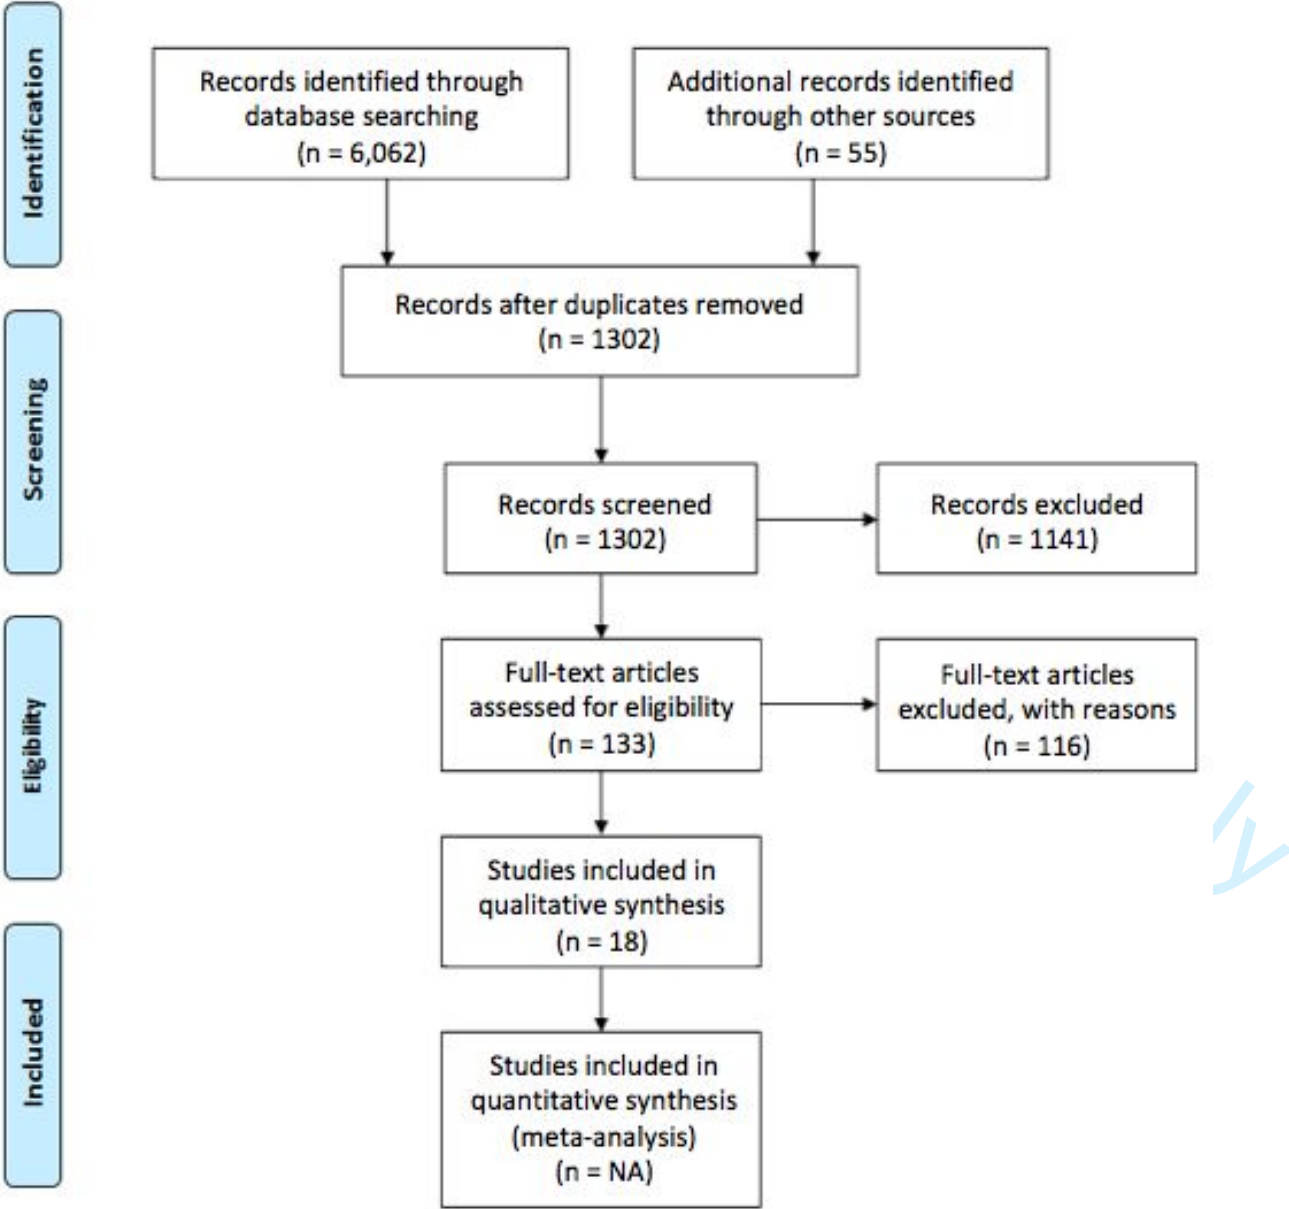 Identification
Records identified through
database searching
(n = 6,062)
Additional records identified
through other sources
(n = 55)
Records after duplicates removed
(n = 1302)
Screening
Records screened
(n = 1302)
Records excluded
(n = 1141)
Eligibility
Full-text articles
assessed for eligibility
(n = 133)
Full-text articles
excluded, with reasons
(n = 116)
Studies included in
qualitative synthesis
(n = 18)
Included
Studies included in
quantitative synthesis
(meta-analysis)
(n = NA)